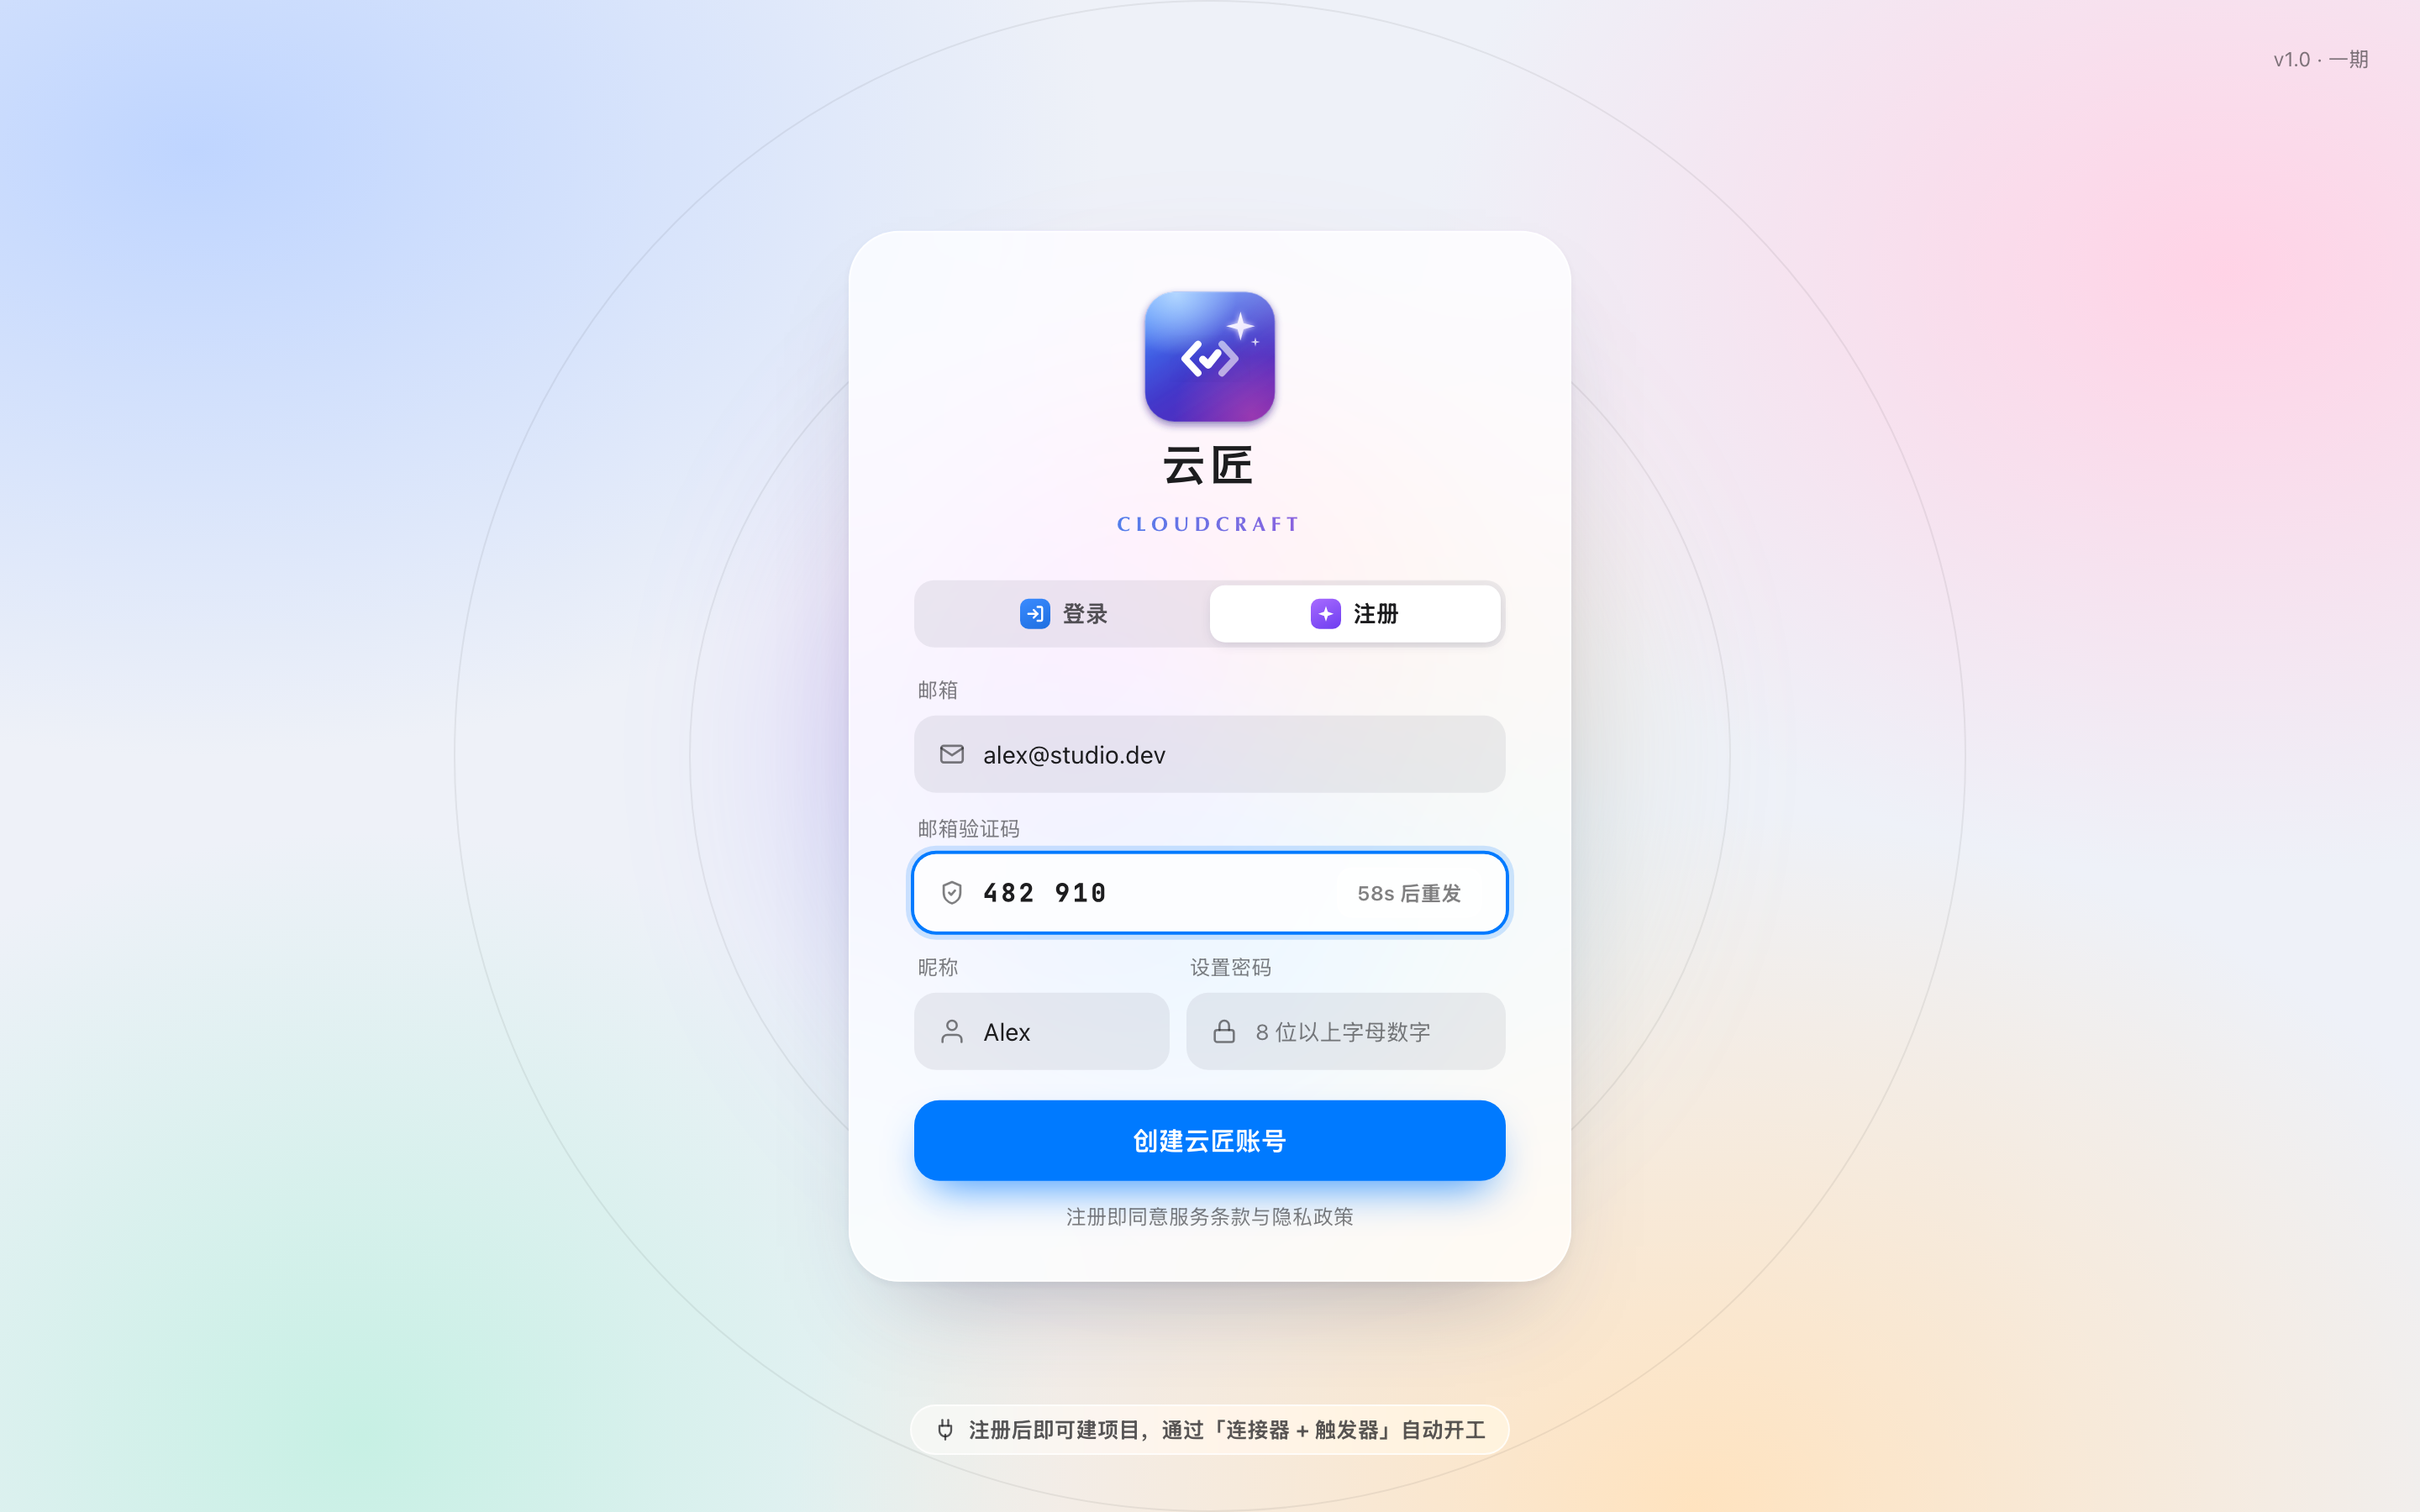 v1.0 · 一期
云匠
CLOUDCRAFT
登录 注册
邮箱
alex@studio.dev
邮箱验证码
482 910 58s 后重发
昵称 设置密码
Alex 8 位以上字母数字
创建云匠账号
注册即同意服务条款与隐私政策
注册后即可建项目，通过「连接器 + 触发器」自动开工